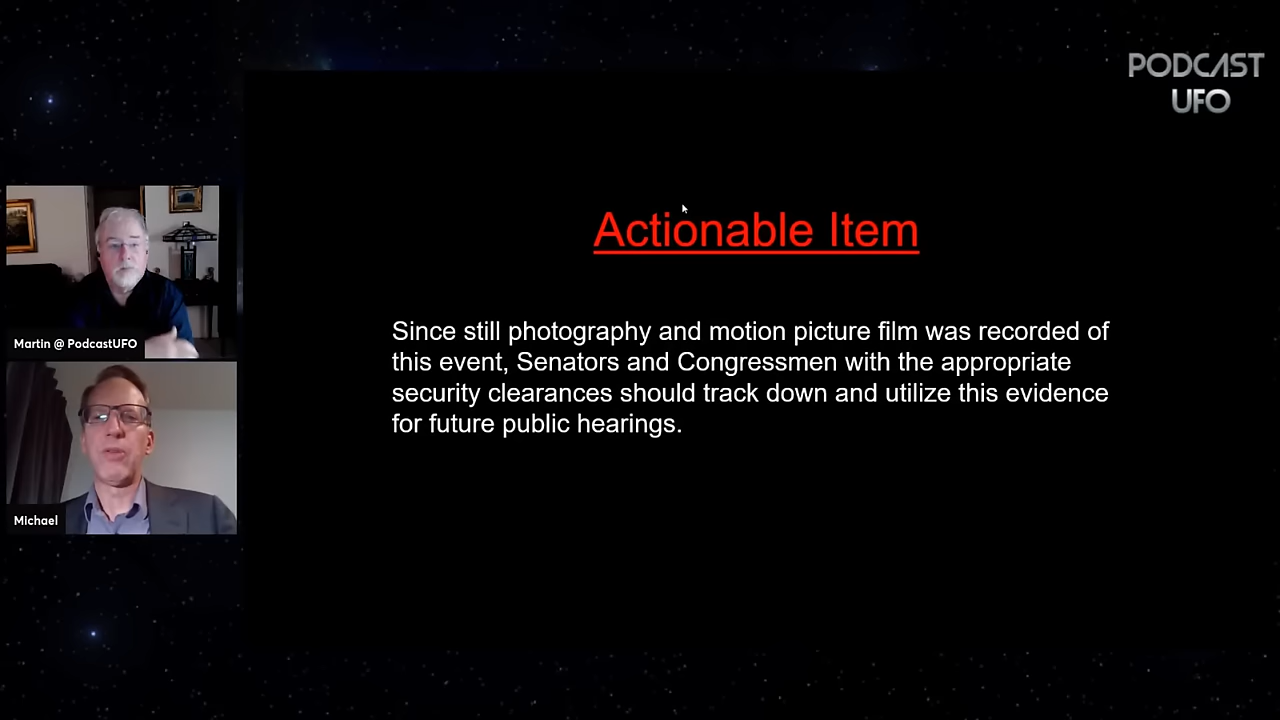 PODCAST
UFO
Actionable Item
Since still photography and motion picture film was recorded of
this event, Senators and Congressmen with the appropriate
security clearances should track down and utilize this evidence
for future public hearings.
Martin @ PodcastUFO
Michael